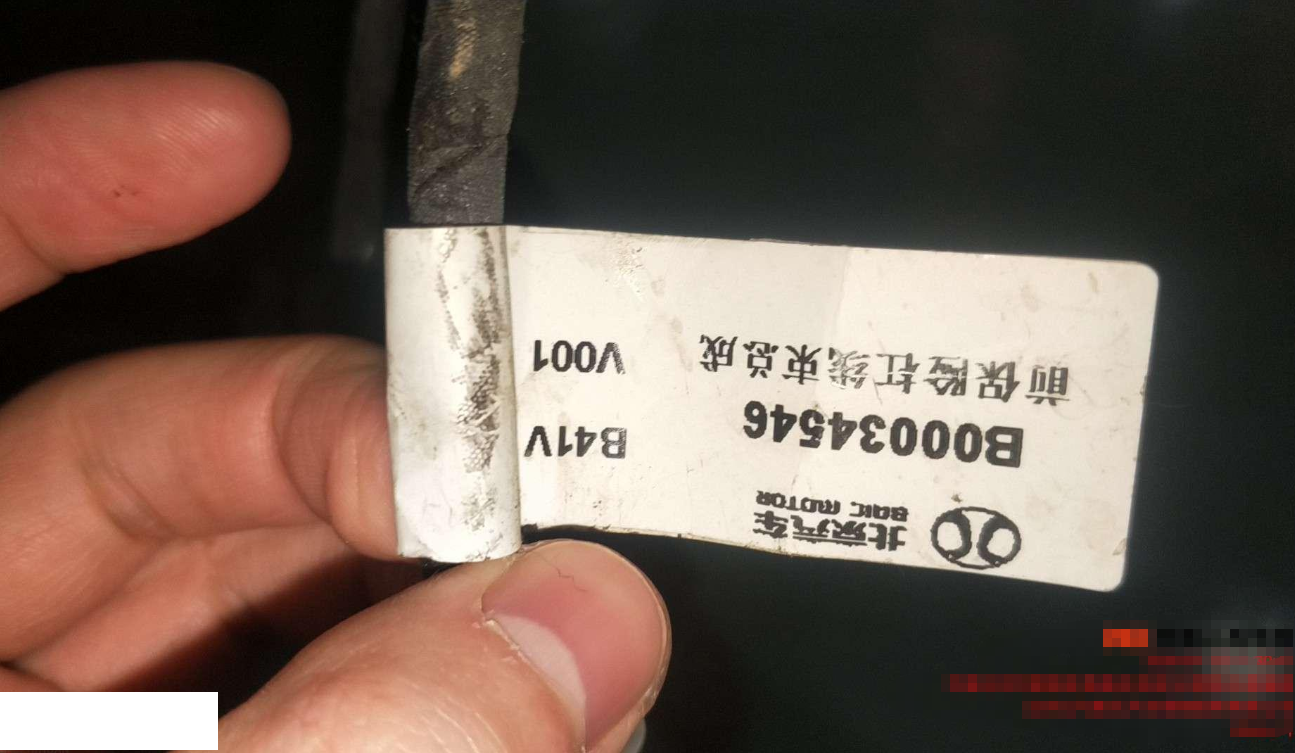 北京汽车
BAIC MOTOR
B00034546
B41V
前保险杠线束总成
V001